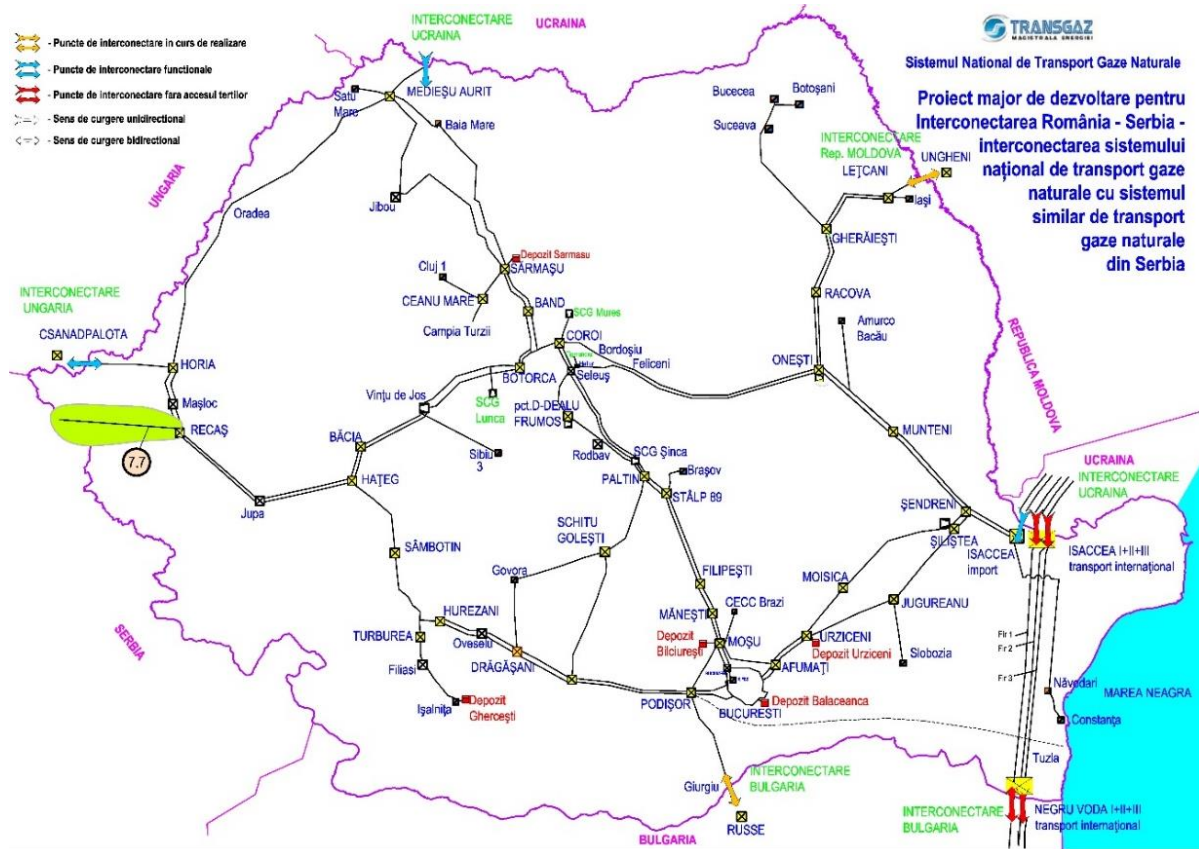 INTERCONECTARE
UCRAINA
UCRAINA
TRANSGAZ
MAGISTRALA ENERGIEI
- Puncte de interconectare in curs de realizare
- Puncte de interconectare functionale
- Puncte de interconectare fara accesul tertilor
- Sens de curgere unidirectional
- Sens de curgere bidirectional
Sistemul National de Transport Gaze Naturale
Proiect major de dezvoltare pentru
Interconectarea România - Serbia -
interconectarea sistemului
național de transport gaze
naturale cu sistemul
similar de transport
gaze naturale
din Serbia
MEDIEŞU AURIT
Satu
Mare
Baia Mare
Bucecea
Botoşani
Suceava
INTERCONECTARE
Rep. MOLDOVA
UNGHENI
LEŢCANI
Iaşi
UNGARIA
Oradea
Jibou
GHERĂIEŞTI
Depozit Sarmasu
SĂRMAŞU
Cluj 1
CEANU MARE
BAND
Campia Turzii
SCG Mures
COROI
Bordoşiu
Feliceni
RACOVA
Amurco
Bacău
ONEŞTI
REPUBLICA MOLDOVA
INTERCONECTARE
UNGARIA
CSANADPALOTA
HORIA
Maşloc
RECAŞ
7.7
BOTORCA
Seleuş
Vinţu de Jos
SCG
Lunca
pct.D-DEALU
FRUMOS
BĂCIA
Sibiu
3
Rodbav
SCG Şinca
MUNTENI
HAŢEG
Jupa
PALTIN
Braşov
STÂLP 89
UCRAINA
INTERCONECTARE
UCRAINA
ŞENDRENI
ŞILIŞTEA
ISACCEA
import
ISACCEA I+II+III
transport internaţional
SÂMBOTIN
SCHITU
GOLEŞTI
Govora
FILIPEŞTI
MOISICA
CECC Brazi
JUGUREANU
MĂNEŞTI
HUREZANI
TURBUREA
Oveselu
DRĂGĂŞANI
Depozit
Bilciureşti
MOŞU
URZICENI
Depozit Urziceni
Slobozia
AFUMAŢI
Fir 1
Fir 2
Fir 3
SERBIA
Filiasi
Işalniţa
Depozit
Gherceşti
PODIŞOR
BUCUREŞTI
Depozit Balaceanca
Năvodari
MAREA NEAGRA
Constanţa
Tuzla
Giurgiu
INTERCONECTARE
BULGARIA
RUSSE
BULGARIA
INTERCONECTARE
BULGARIA
NEGRU VODA I+II+III
transport internaţional